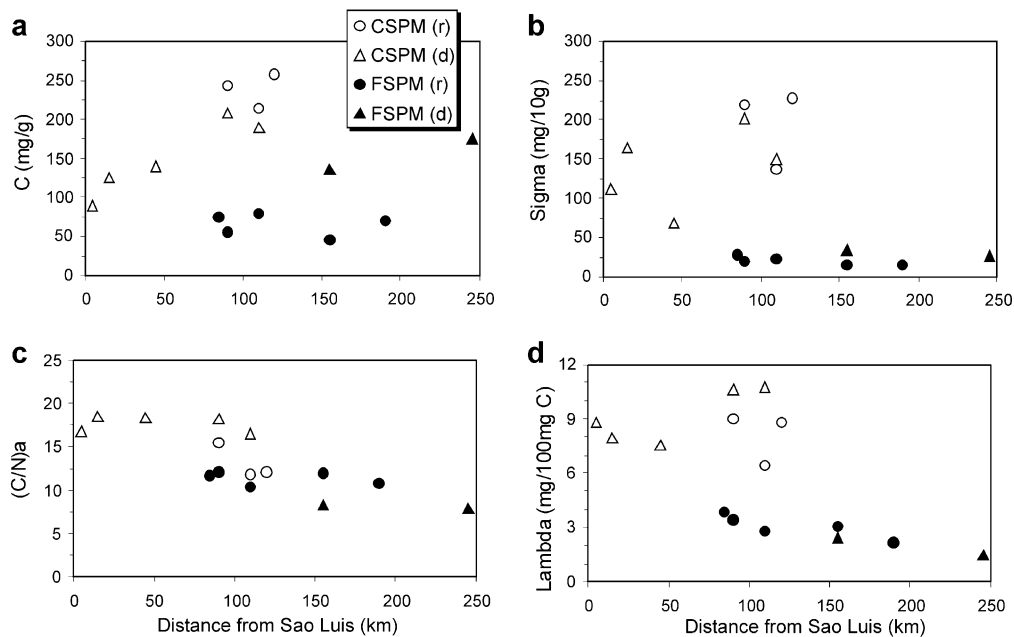 a
CSPM (r)
CSPM (d)
FSPM (r)
FSPM (d)
C (mg/g)
300
250
200
150
100
50
0
0 50 100 150 200 250
b
Sigma (mg/10g)
300
250
200
150
100
50
0
0 50 100 150 200 250
c
(C/N)a
25
20
15
10
5
0
0 50 100 150 200 250
Distance from Sao Luis (km)
d
Lambda (mg/100mg C)
12
9
6
3
0
0 50 100 150 200 250
Distance from Sao Luis (km)